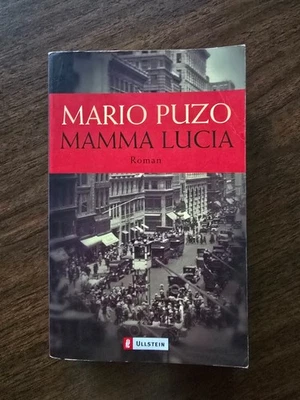 MARIO PUZO
MAMMA LUCIA
Roman
ULLSTEIN